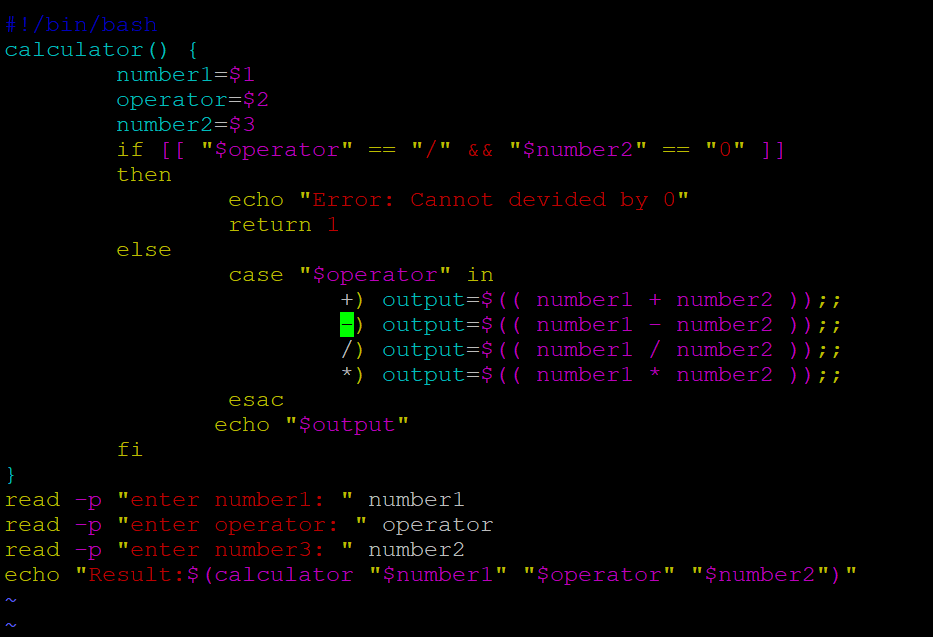 #!/bin/bash
calculator() {
        number1=$1
        operator=$2
        number2=$3
        if [[ "$operator" == "/" && "$number2" == "0" ]]
        then
                echo "Error: Cannot devided by 0"
                return 1
        else
                case "$operator" in
                        +) output=$(( number1 + number2 ));;
                        -) output=$(( number1 - number2 ));;
                        /) output=$(( number1 / number2 ));;
                        *) output=$(( number1 * number2 ));;
                esac
               echo "$output"
        fi
}
read -p "enter number1: " number1
read -p "enter operator: " operator
read -p "enter number3: " number2
echo "Result:$(calculator "$number1" "$operator" "$number2")"
~
~